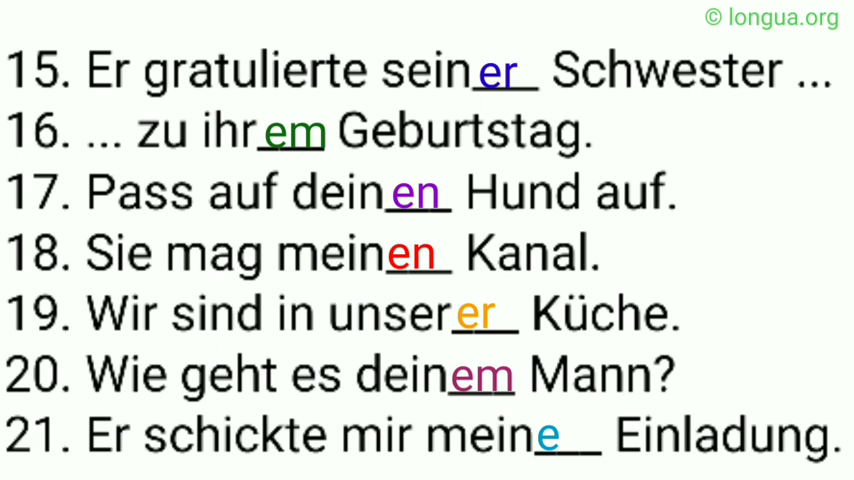 © longua.org
15. Er gratulierte seiner Schwester ...
16. ... zu ihrem Geburtstag.
17. Pass auf deinen Hund auf.
18. Sie mag meinen Kanal.
19. Wir sind in unserer Küche.
20. Wie geht es deinem Mann?
21. Er schickte mir meine Einladung.